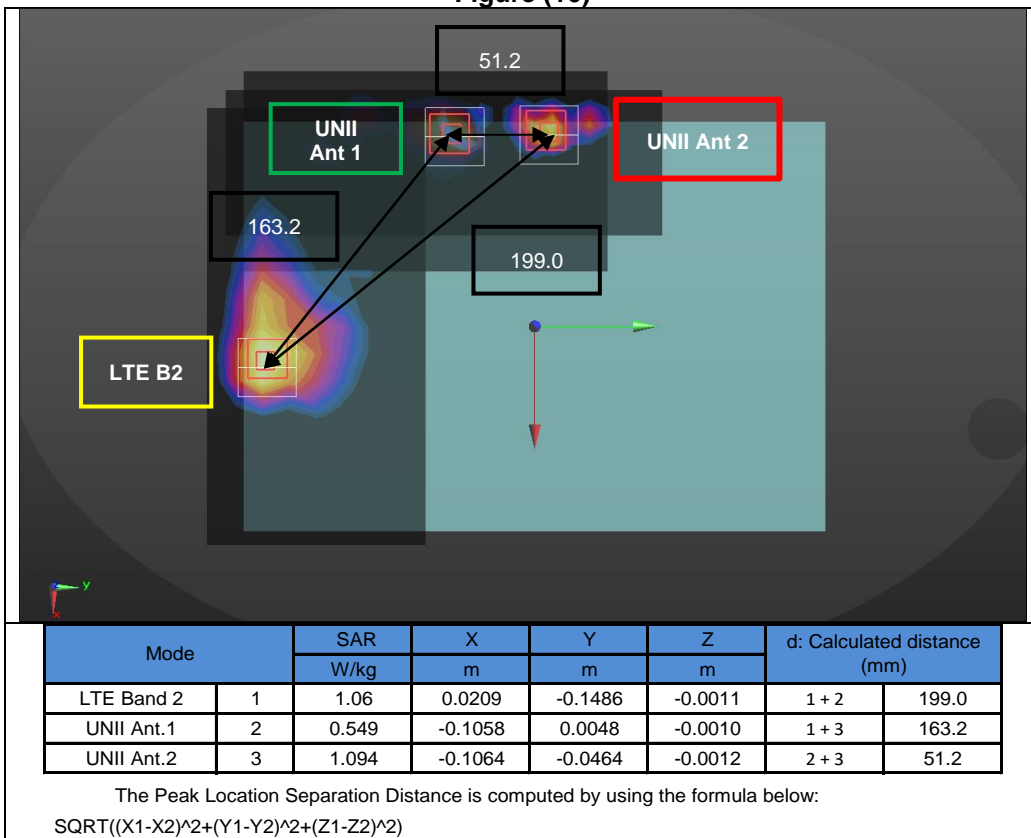 51.2
UNII
Ant 1
UNII Ant 2
163.2
199.0
LTE B2
y
x
Mode SAR X Y Z d: Calculated distance (mm)
W/kg m m m
LTE Band 2 1 1.06 0.0209 -0.1486 -0.0011 1 + 2 199.0
UNII Ant.1 2 0.549 -0.1058 0.0048 -0.0010 1 + 3 163.2
UNII Ant.2 3 1.094 -0.1064 -0.0464 -0.0012 2 + 3 51.2
The Peak Location Separation Distance is computed by using the formula below:
SQRT((X1-X2)^2+(Y1-Y2)^2+(Z1-Z2)^2)